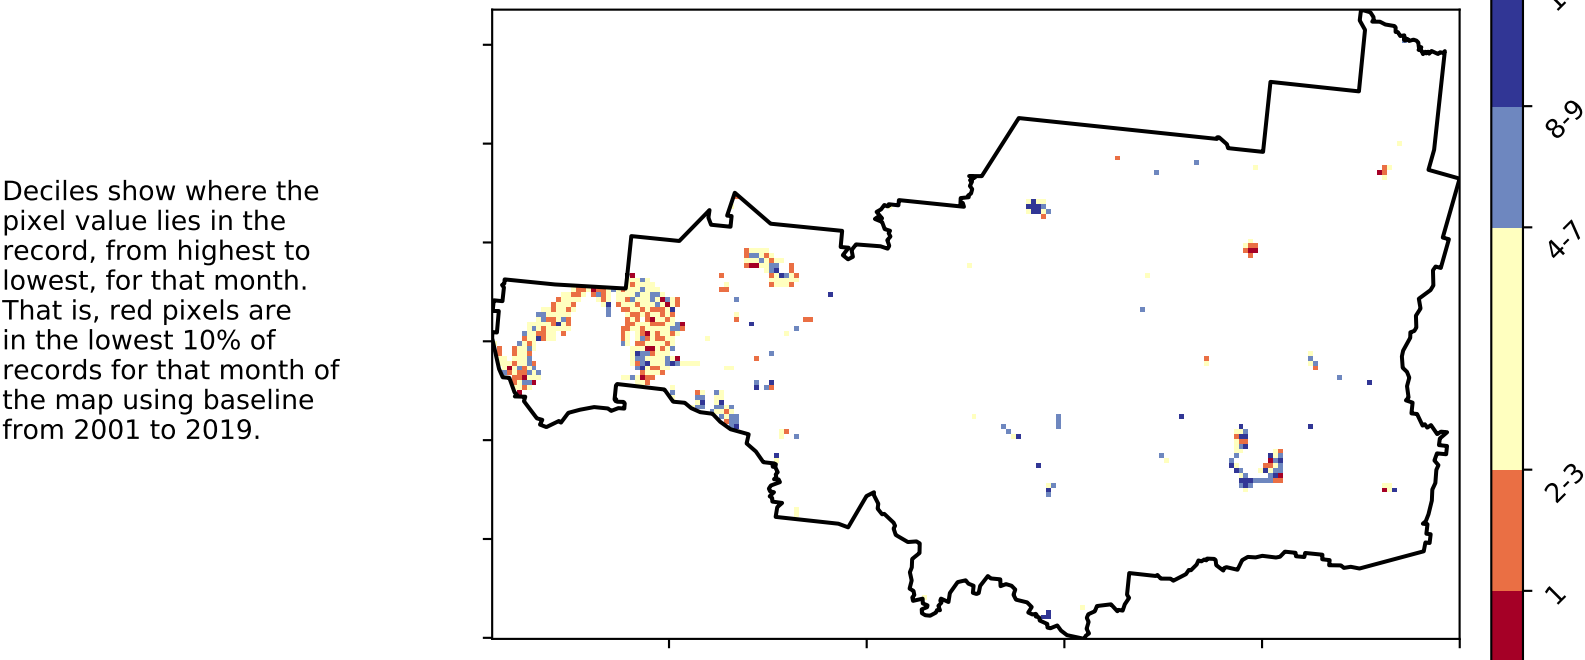 Deciles show where the
pixel value lies in the
record, from highest to
lowest, for that month.
That is, red pixels are
in the lowest 10% of
records for that month of
the map using baseline
from 2001 to 2019.
8-9
4-7
2-3
1